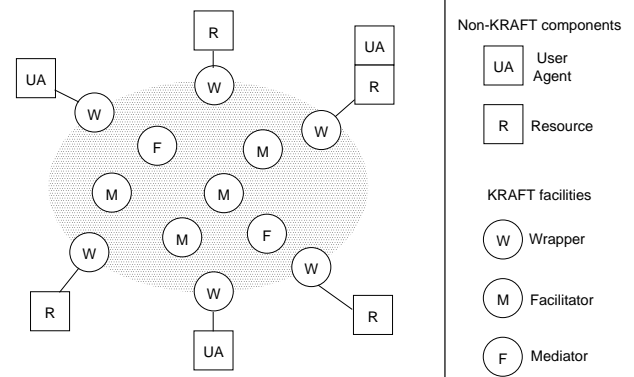 R
UA
UA
R
W
W
W
F
M
M
M
M
F
W
W
W
R
R
UA
Non-KRAFT components
UA
User
Agent
R
Resource
KRAFT facilities
W
Wrapper
M
Facilitator
F
Mediator